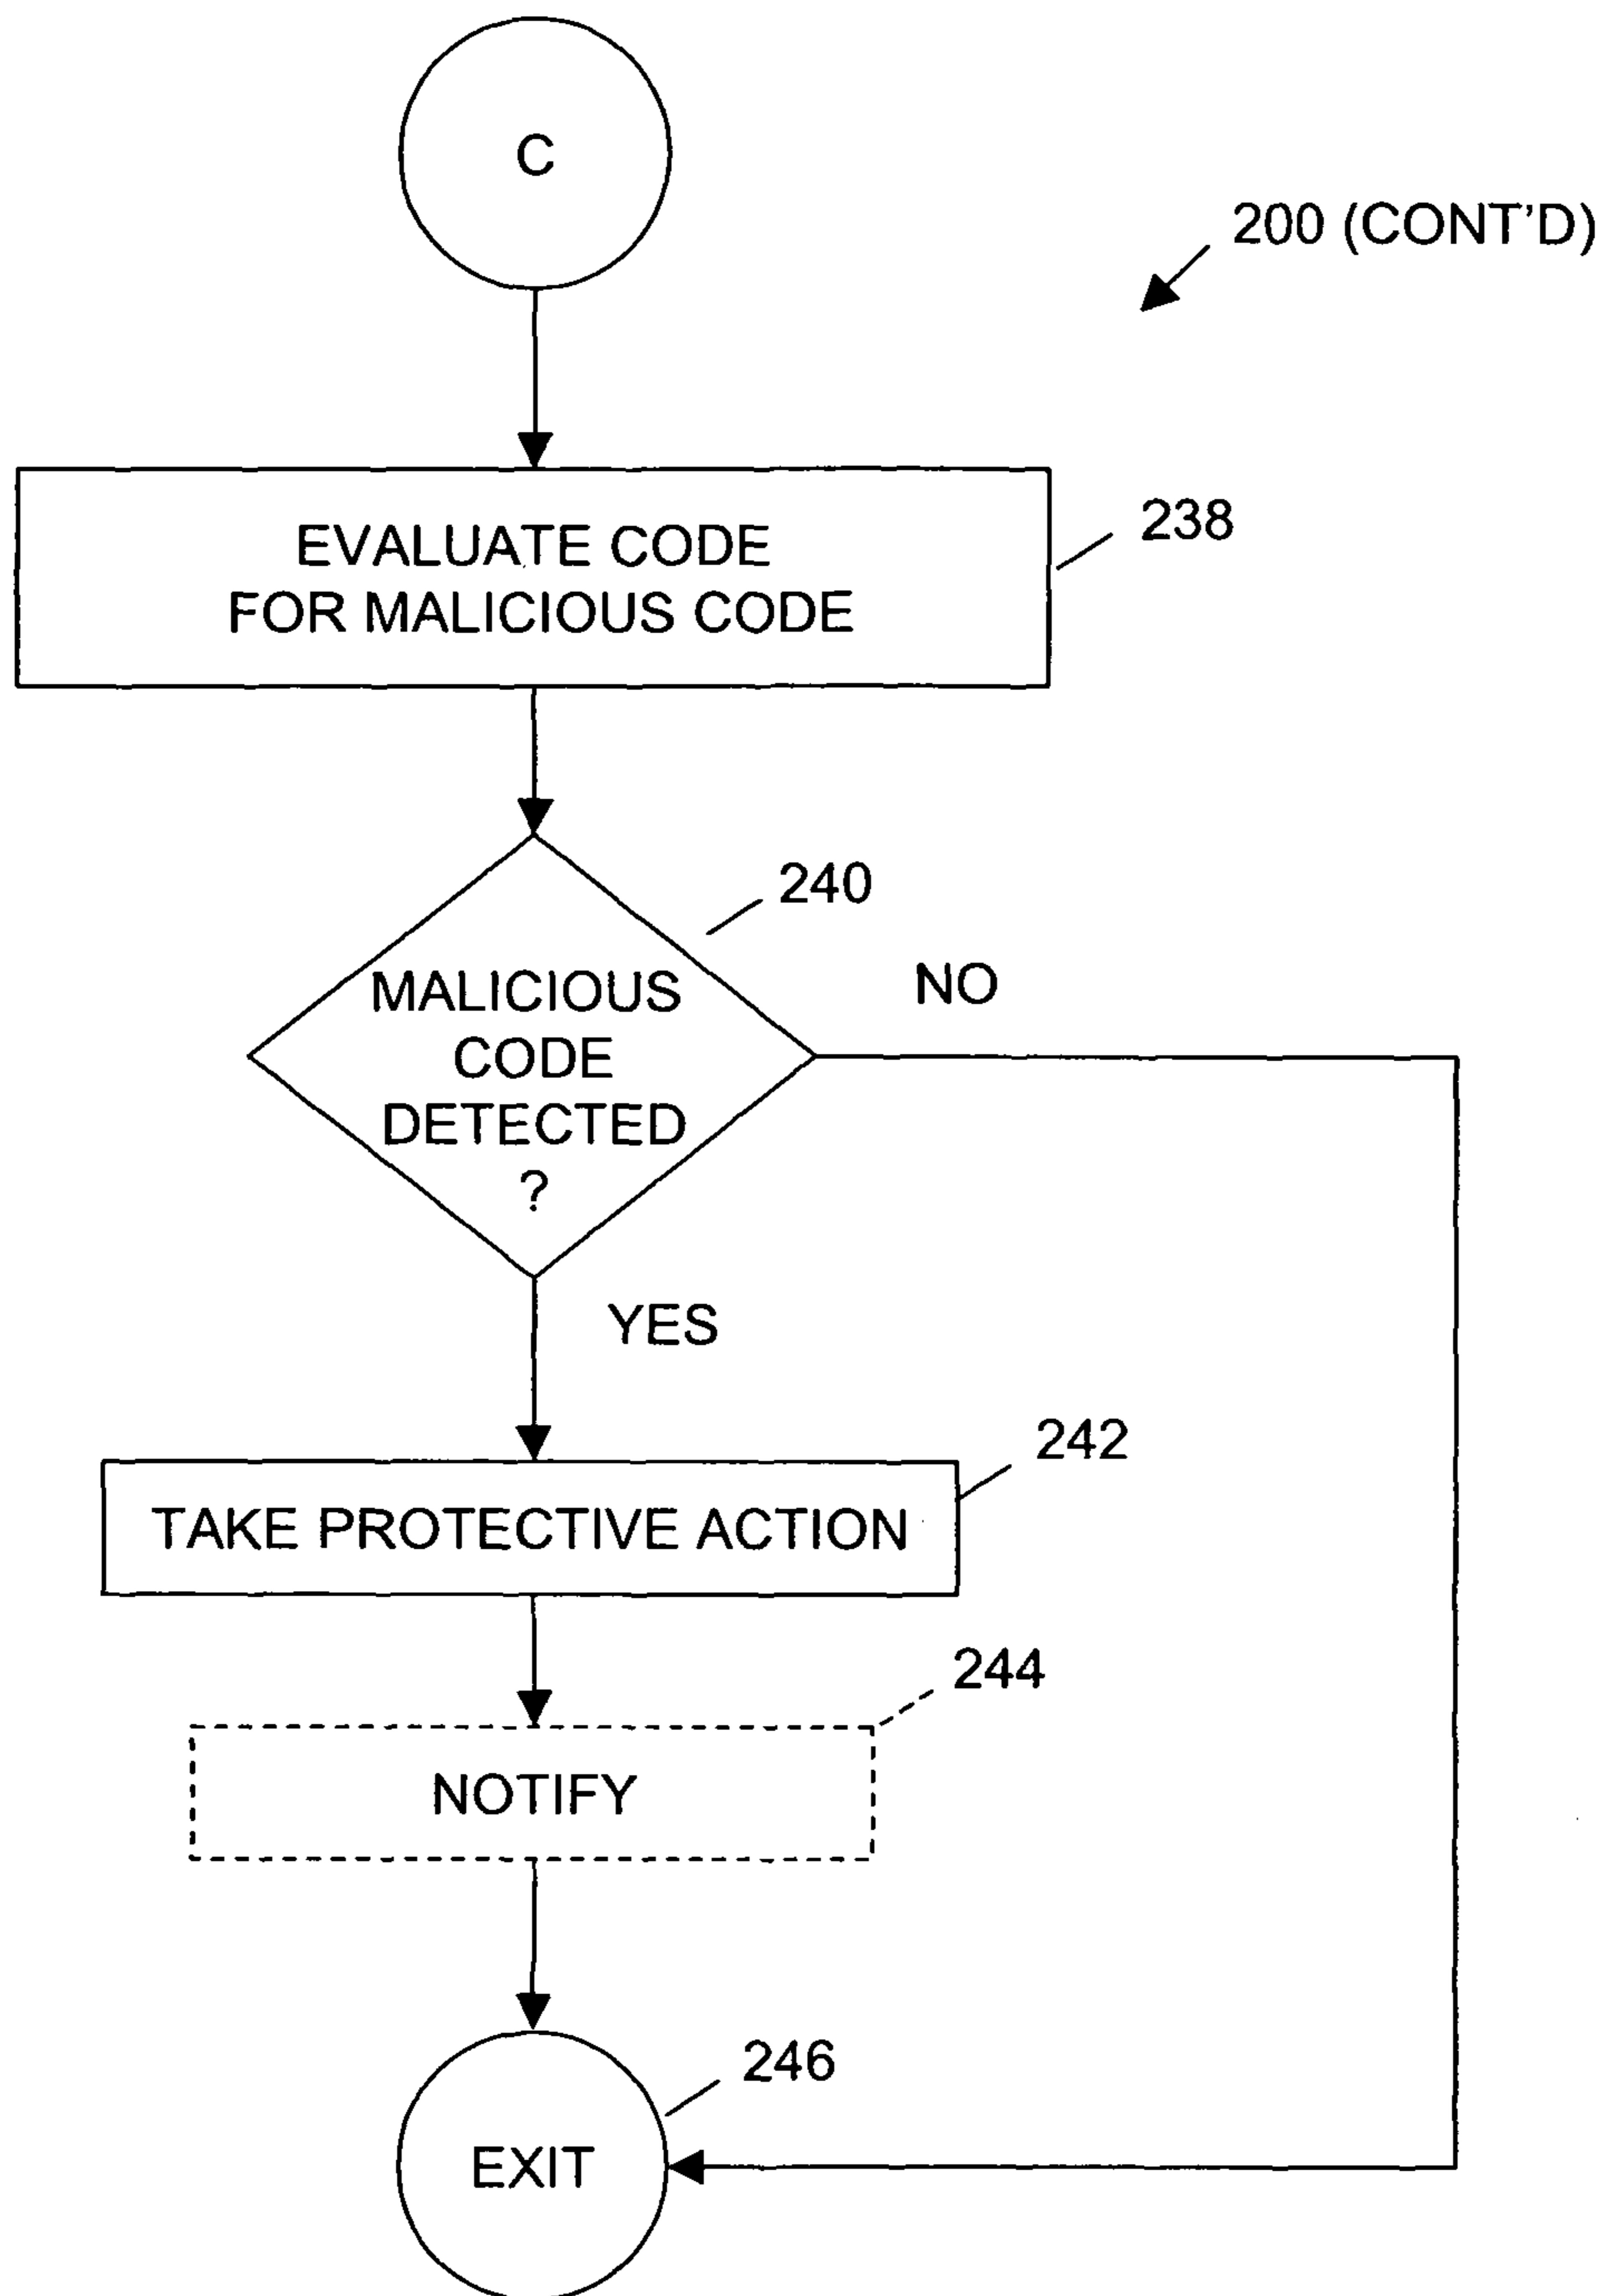 C
200 (CONT'D)
EVALUATE CODE
FOR MALICIOUS CODE
238
240
MALICIOUS
CODE
DETECTED
?
NO
YES
242
TAKE PROTECTIVE ACTION
244
NOTIFY
246
EXIT